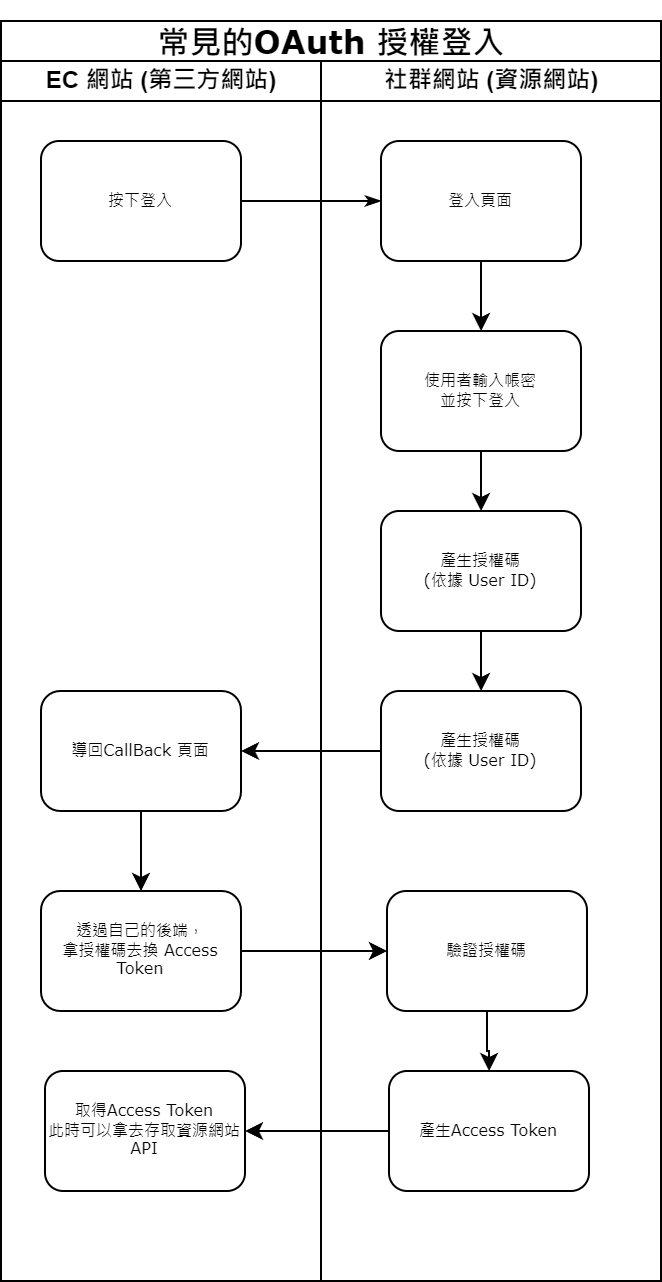 常見的OAuth 授權登入
EC 網站 (第三方網站)
社群網站 (資源網站)
按下登入
登入頁面
使用者輸入帳密
並按下登入
產生授權碼
(依據 User ID)
導回CallBack 頁面
產生授權碼
(依據 User ID)
透過自己的後端，
拿授權碼去換 Access
Token
驗證授權碼
取得Access Token
此時可以拿去存取資源網站
API
產生Access Token